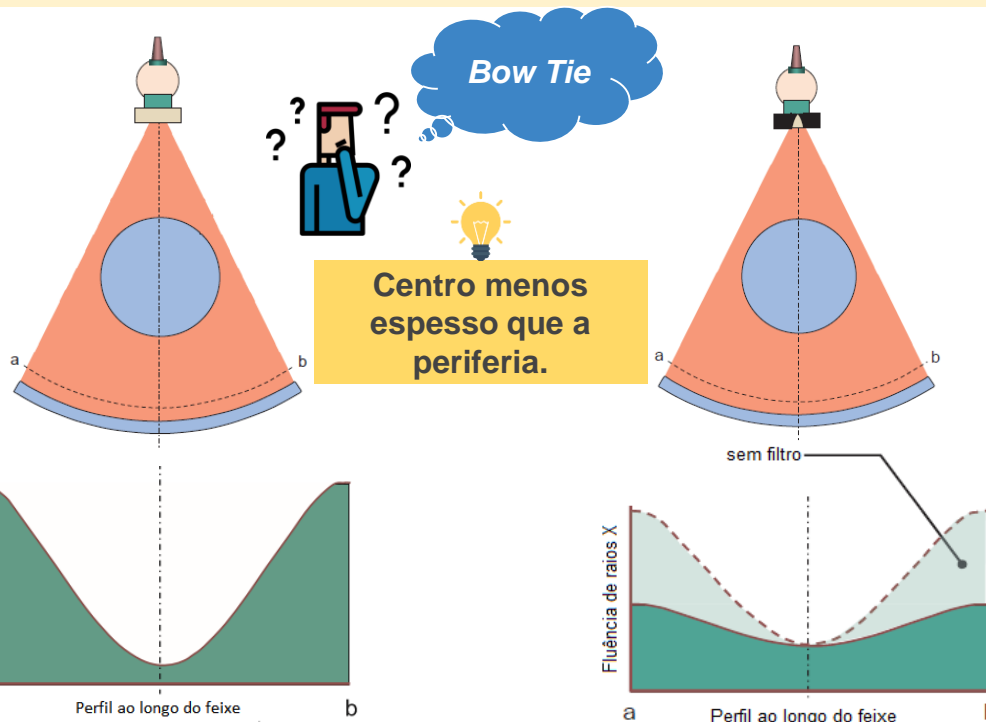 Bow Tie
? ? ? ?
Centro menos
espesso que a
periferia.
a b
a b
sem filtro
Fluência de raios X
Perfil ao longo do feixe
b
a
Perfil ao longo do feixe